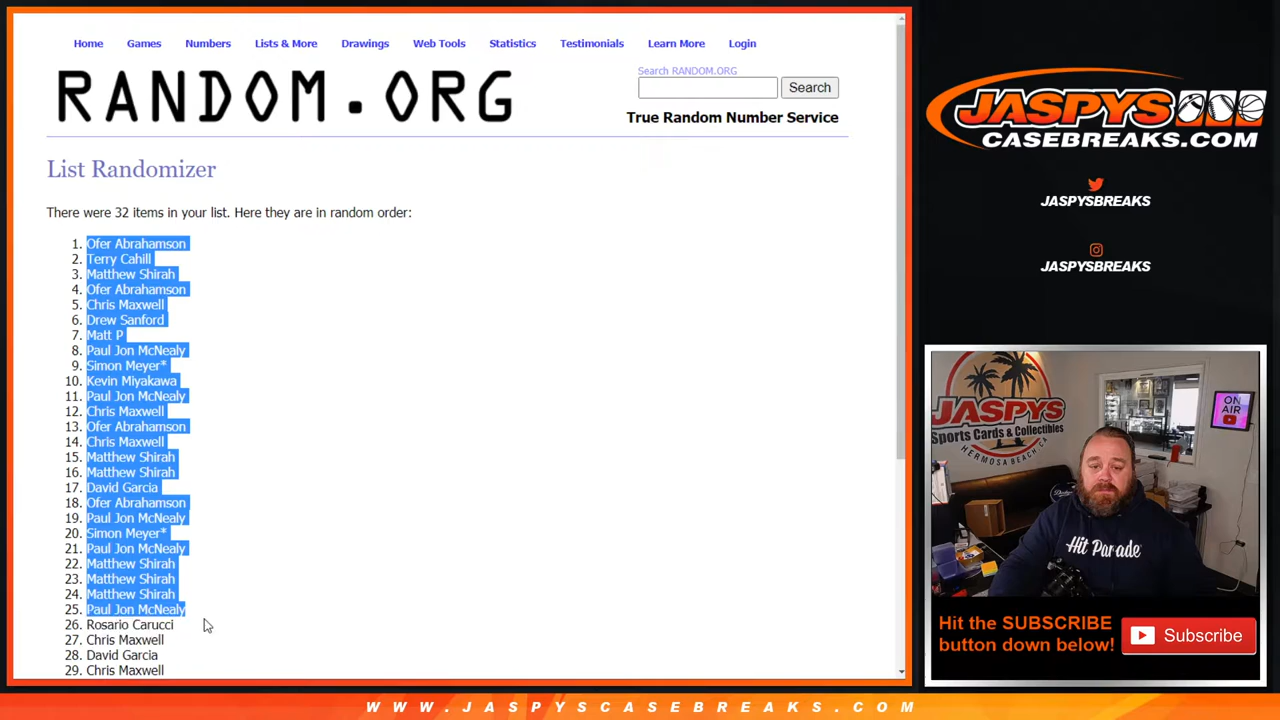 Home Games Numbers Lists & More Drawings Web Tools Statistics Testimonials Learn More Login
RANDOM.ORG
Search RANDOM.ORG
Search
True Random Number Service
List Randomizer
There were 32 items in your list. Here they are in random order:
1. Ofer Abrahamson
2. Terry Cahill
3. Matthew Shirah
4. Ofer Abrahamson
5. Chris Maxwell
6. Drew Sanford
7. Matt P
8. Paul Jon McNealy
9. Simon Meyer*
10. Kevin Miyakawa
11. Paul Jon McNealy
12. Chris Maxwell
13. Ofer Abrahamson
14. Chris Maxwell
15. Matthew Shirah
16. Matthew Shirah
17. David Garcia
18. Ofer Abrahamson
19. Paul Jon McNealy
20. Simon Meyer*
21. Paul Jon McNealy
22. Matthew Shirah
23. Matthew Shirah
24. Matthew Shirah
25. Paul Jon McNealy
26. Rosario Carucci
27. Chris Maxwell
28. David Garcia
29. Chris Maxwell
JASPYS
CASEBREAKS.COM
JASPYSBREAKS
JASPYSBREAKS
JASPYS
Sports Cards & Collectibles
HERMOSA BEACH, CA
ON
AIR
Dodgers
Hit Parade
Hit the SUBSCRIBE
button down below!
Subscribe
WWW.JASPYSCASEBREAKS.COM